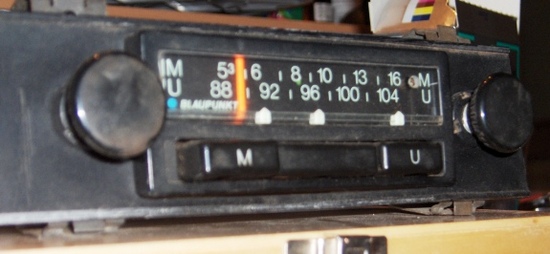 M 5³ 6 8 10 13 16 M
U 88 92 96 100 104 U
BLAUPUNKT
M U